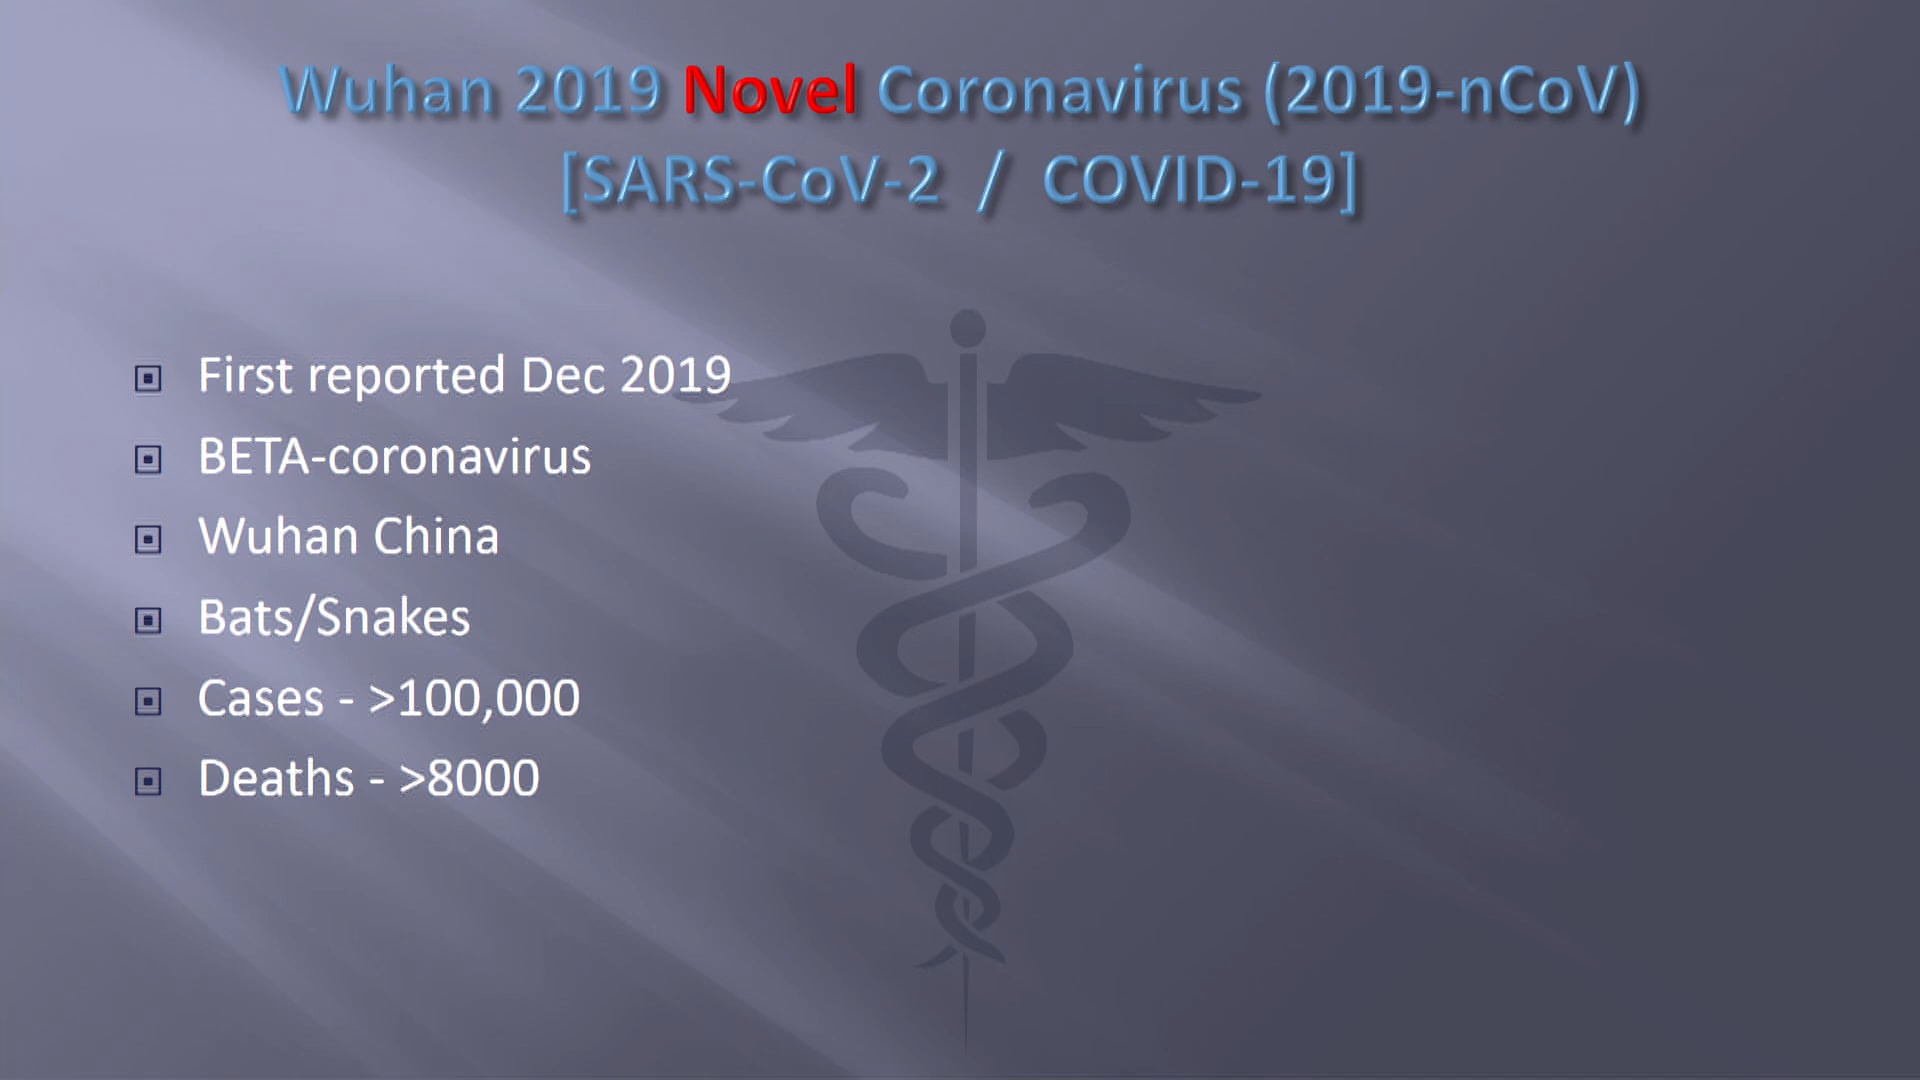 Wuhan 2019 Novel Coronavirus (2019-nCoV)
[SARS-CoV-2 / COVID-19]
First reported Dec 2019
BETA-coronavirus
Wuhan China
Bats/Snakes
Cases - >100,000
Deaths - >8000